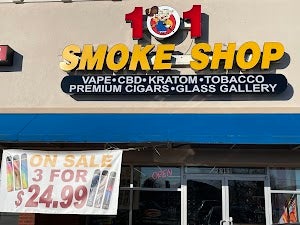 101
SMOKE SHOP
VAPE•CBD•KRATOM•TOBACCO
PREMIUM CIGARS•GLASS GALLERY
ON SALE
3 FOR
$24.99
OPEN